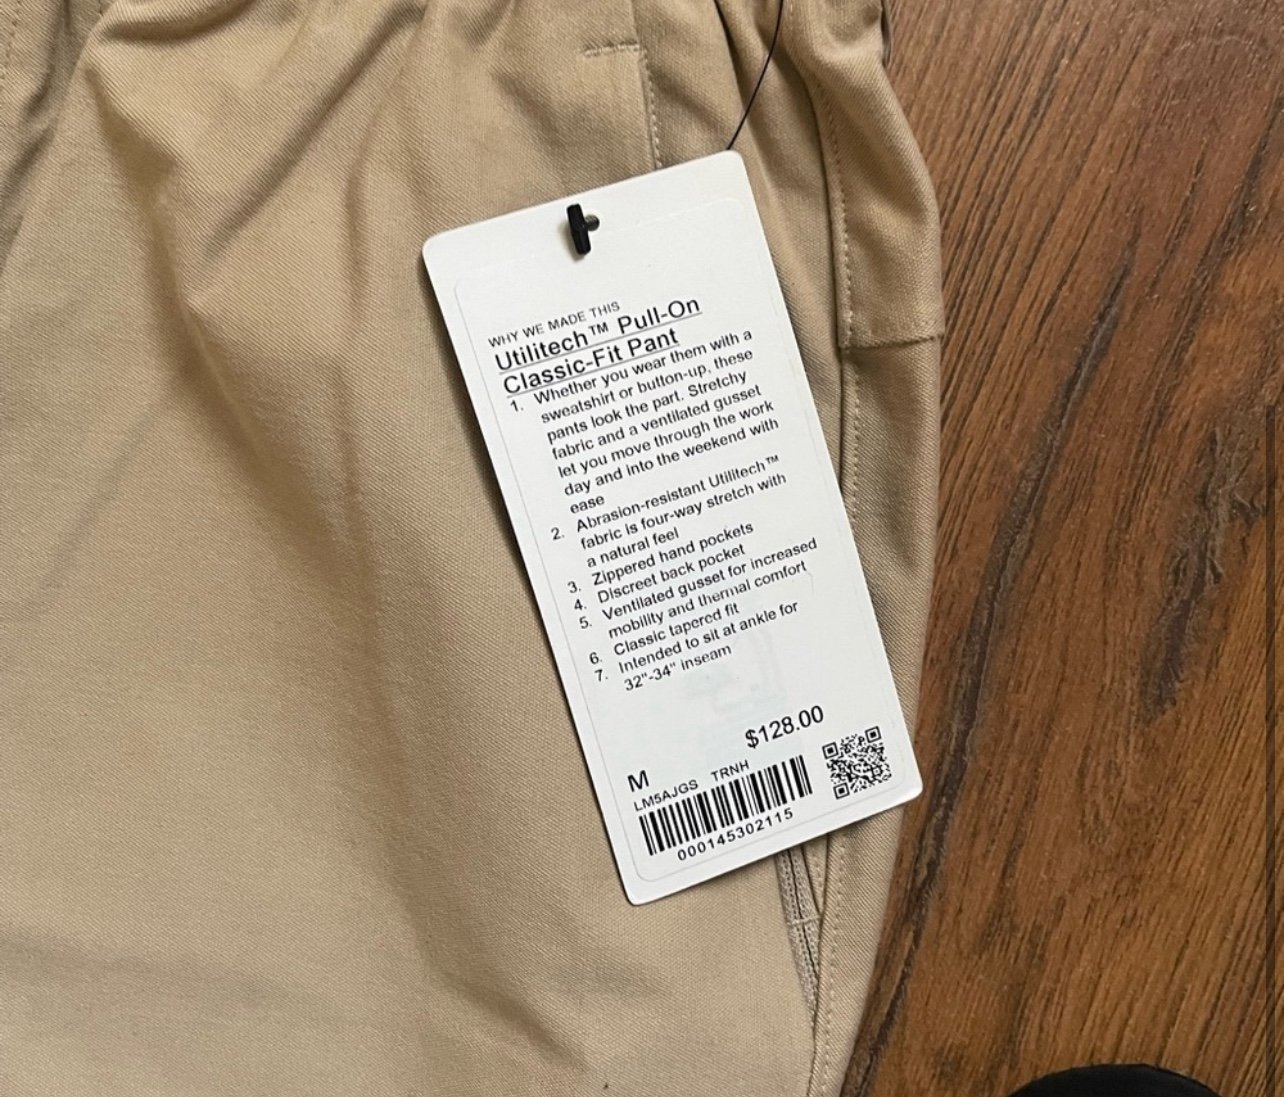 WHY WE MADE THIS
Utilitech™ Pull-On
Classic-Fit Pant
1. Whether you wear them with a
sweatshirt or button-up, these
pants look the part. Stretchy
fabric and a ventilated gusset
let you move through the work
day and into the weekend with
ease
2. Abrasion-resistant Utilitech™
fabric is four-way stretch with
a natural feel
3. Zippered hand pockets
4. Discreet back pocket
5. Ventilated gusset for increased
mobility and thermal comfort
6. Classic tapered fit
7. Intended to sit at ankle for
32"-34" inseam
$128.00
M
LM5AJGS TRNH
000145302115